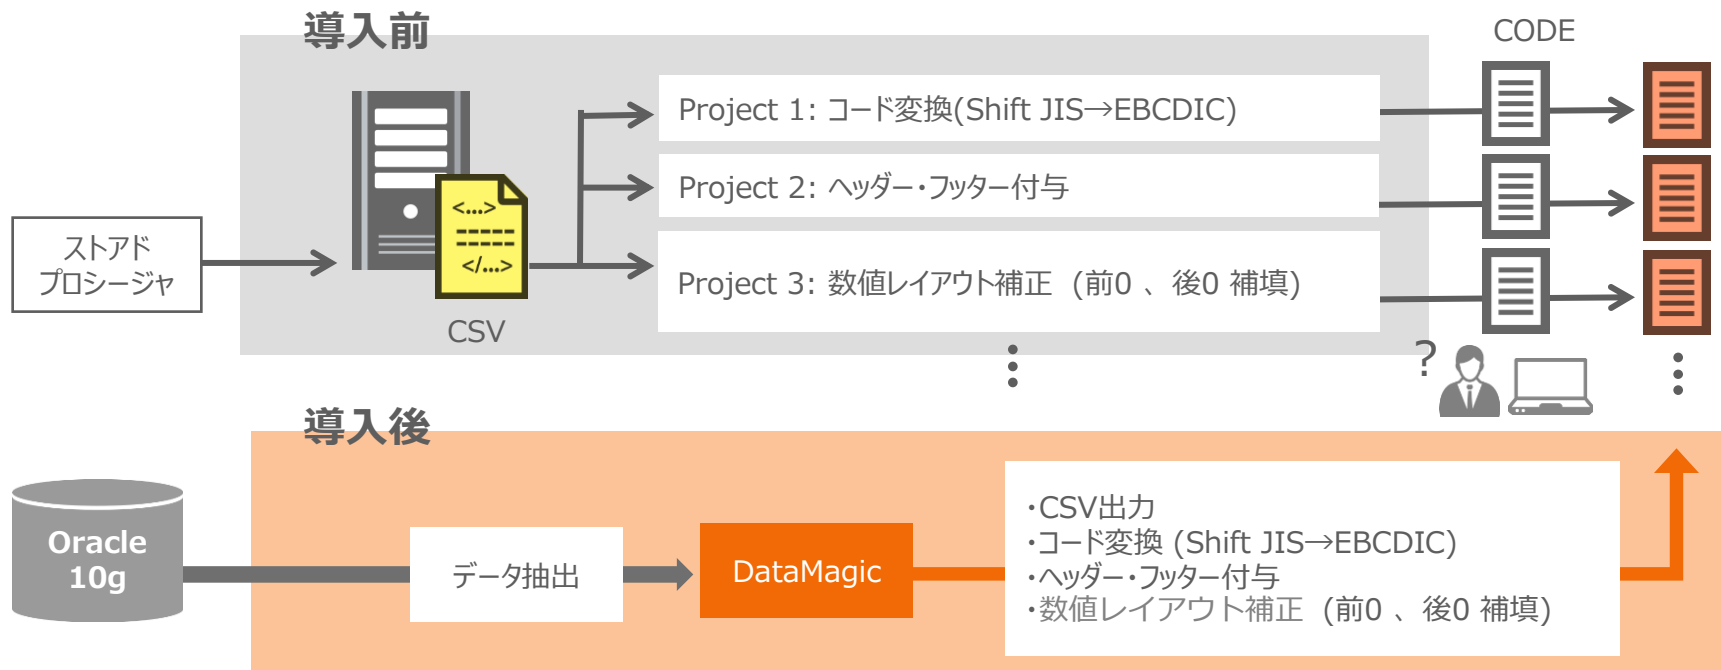 導入前
CODE
Project 1: コード変換(Shift JIS→EBCDIC)
Project 2: ヘッダー・フッター付与
<...>
=====
=====
</...>
ストアド
プロシージャ
Project 3: 数値レイアウト補正 (前0 、後0 補填)
CSV
?
導入後
Oracle
10g
データ抽出
DataMagic
・CSV出力
・コード変換 (Shift JIS→EBCDIC)
・ヘッダー・フッター付与
・数値レイアウト補正 (前0 、後0 補填)